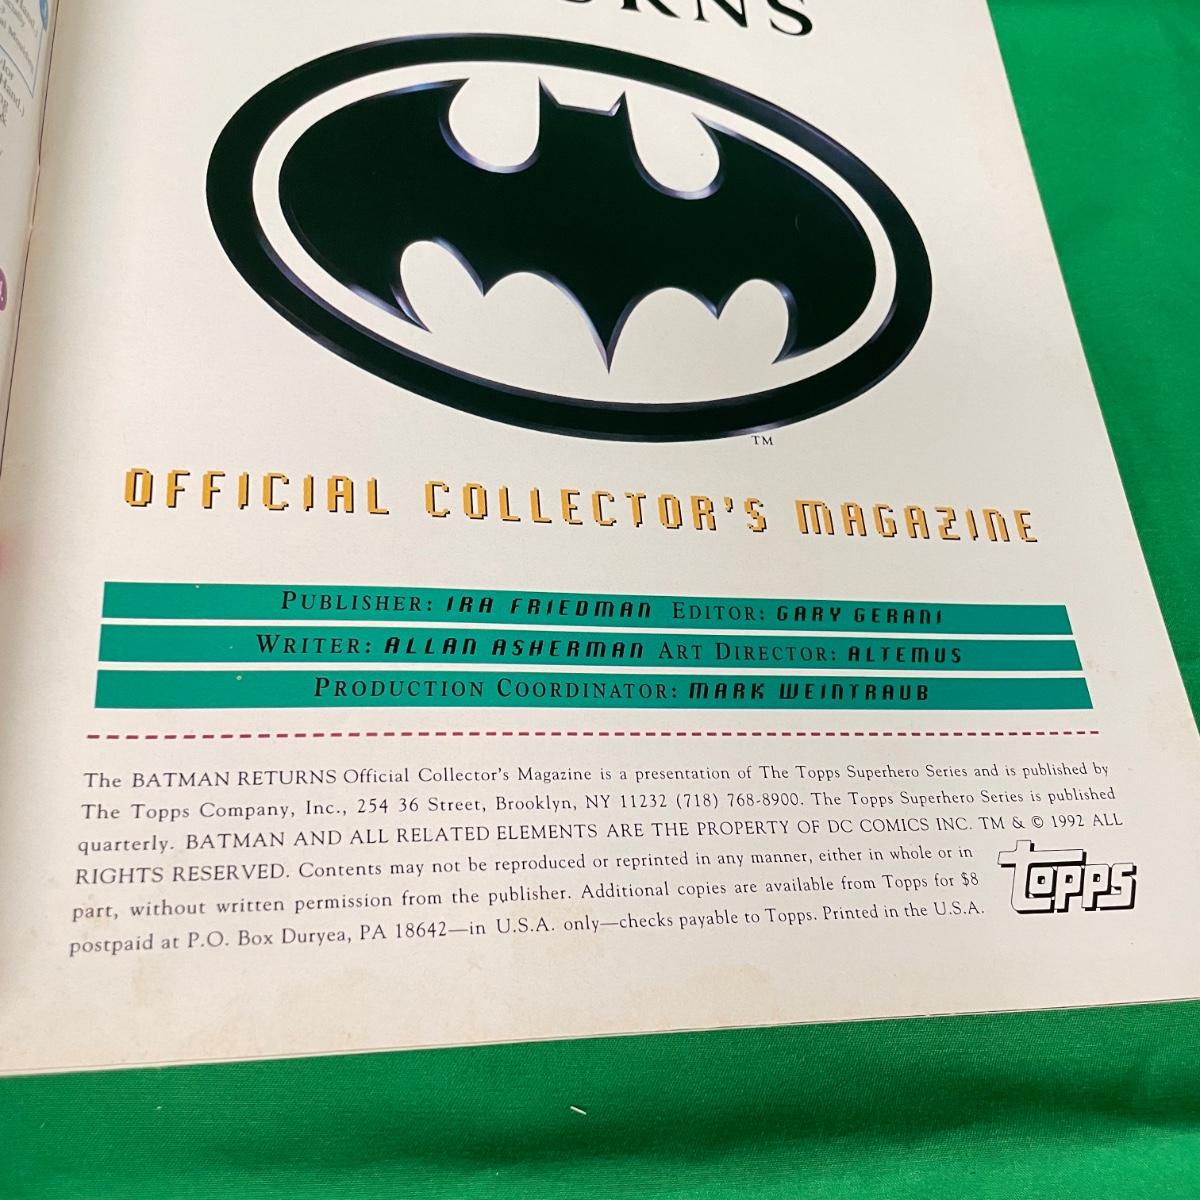 OFFICIAL COLLECTOR'S MAGAZINE
PUBLISHER: IRA FRIEDMAN EDITOR: GARY GERANI
WRITER: ALLAN ASHERMAN ART DIRECTOR: ALTEMUS
PRODUCTION COORDINATOR: MARK WEINTRAUB
The BATMAN RETURNS Official Collector's Magazine is a presentation of The Topps Superhero Series and is published by
The Topps Company, Inc., 254 36 Street, Brooklyn, NY 11232 (718) 768-8900. The Topps Superhero Series is published
quarterly. BATMAN AND ALL RELATED ELEMENTS ARE THE PROPERTY OF DC COMICS INC. TM & © 1992 ALL
RIGHTS RESERVED. Contents may not be reproduced or reprinted in any manner, either in whole or in
part, without written permission from the publisher. Additional copies are available from Topps for $8
postpaid at P.O. Box Duryea, PA 18642—in U.S.A. only—checks payable to Topps. Printed in the U.S.A.
Topps
TM